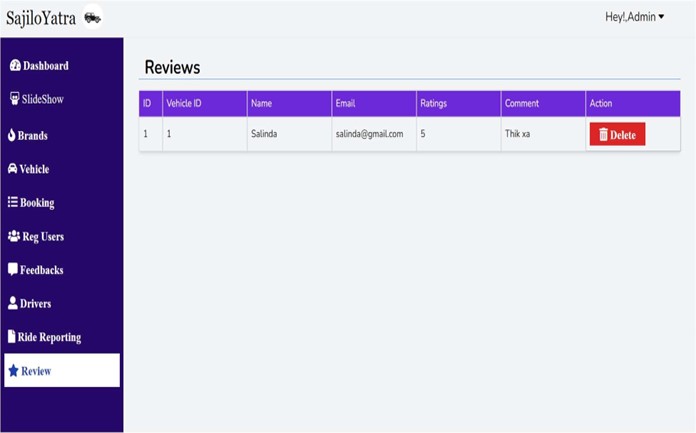 SajiloYatra
Hey!,Admin
Dashboard
SlideShow
Brands
Vehicle
Booking
Reg Users
Feedbacks
Drivers
Ride Reporting
Review
Reviews
ID Vehicle ID Name Email Ratings Comment Action
1 1 Salinda salinda@gmail.com 5 Thik xa Delete